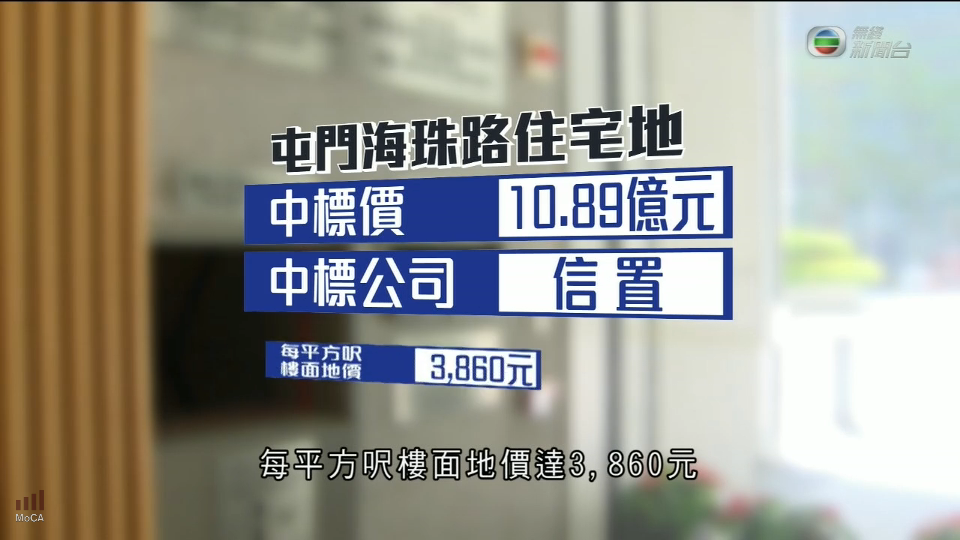 無綫
新聞台
屯門海珠路住宅地
中標價 10.89億元
中標公司 信置
每平方呎
樓面地價 3,860元
每平方呎樓面地價達3,860元
MoCA